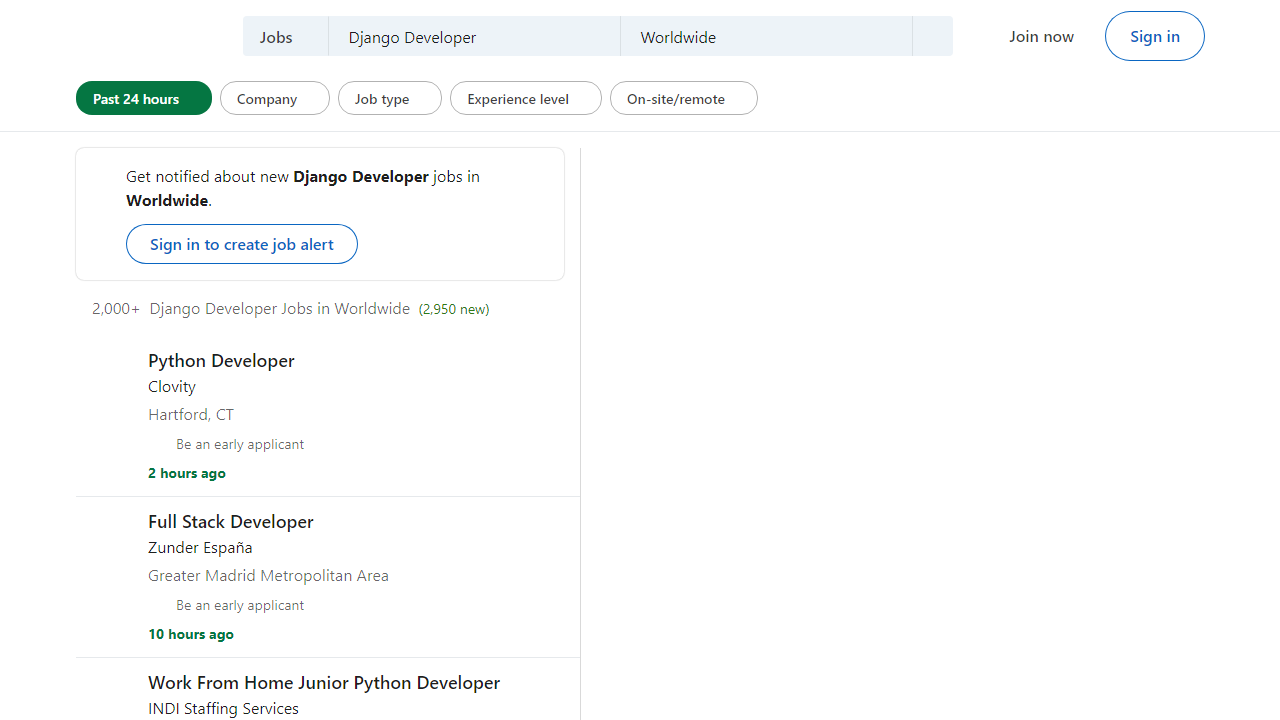 Jobs Django Developer Worldwide Join now Sign in
Past 24 hours Company Job type Experience level On-site/remote
Get notified about new Django Developer jobs in
Worldwide.
Sign in to create job alert
2,000+ Django Developer Jobs in Worldwide (2,950 new)
Python Developer
Clovity
Hartford, CT
Be an early applicant
2 hours ago
Full Stack Developer
Zunder España
Greater Madrid Metropolitan Area
Be an early applicant
10 hours ago
Work From Home Junior Python Developer
INDI Staffing Services